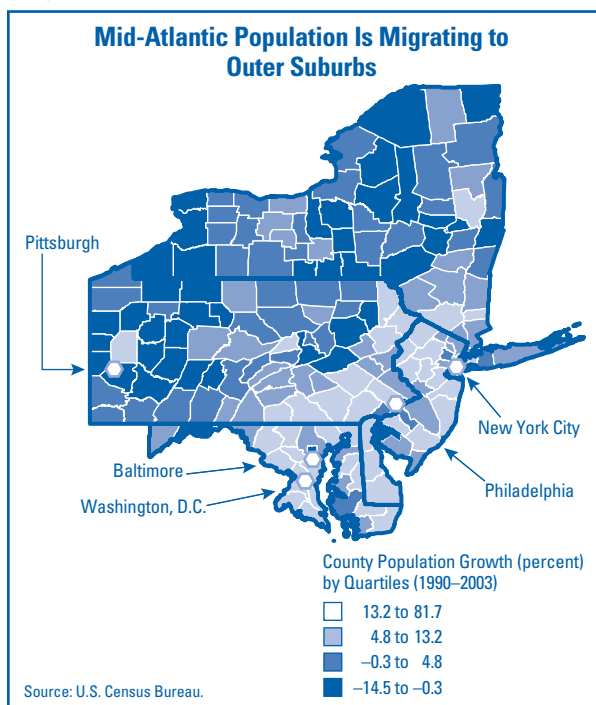 Mid-Atlantic Population Is Migrating to
Outer Suburbs
Pittsburgh
New York City
Baltimore
Philadelphia
Washington, D.C.
County Population Growth (percent)
by Quartiles (1990–2003)
13.2 to 81.7
4.8 to 13.2
–0.3 to 4.8
–14.5 to –0.3
Source: U.S. Census Bureau.